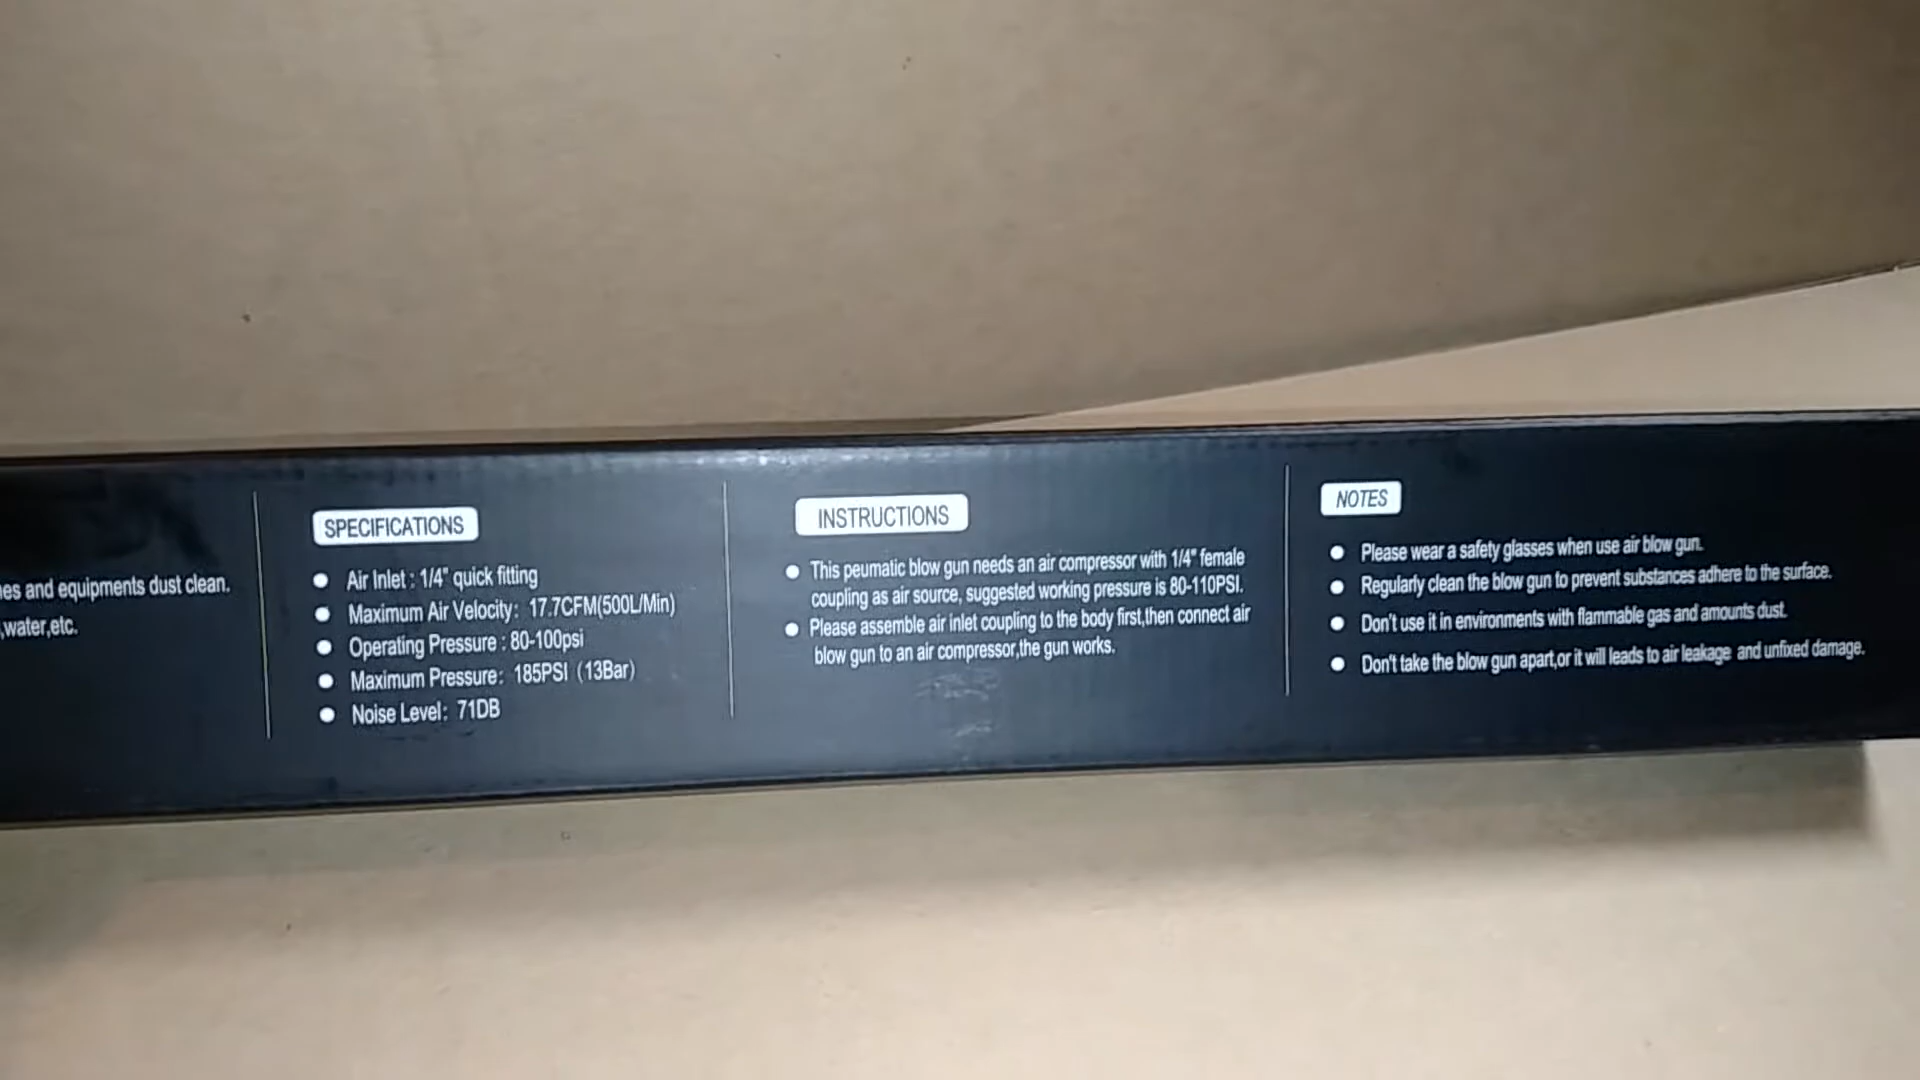 es and equipments dust clean.
,water,etc.
SPECIFICATIONS
Air Inlet : 1/4" quick fitting
Maximum Air Velocity: 17.7CFM(500L/Min)
Operating Pressure : 80-100psi
Maximum Pressure: 185PSI (13Bar)
Noise Level: 71DB
INSTRUCTIONS
This peumatic blow gun needs an air compressor with 1/4" female
coupling as air source, suggested working pressure is 80-110PSI.
Please assemble air inlet coupling to the body first,then connect air
blow gun to an air compressor,the gun works.
NOTES
Please wear a safety glasses when use air blow gun.
Regularly clean the blow gun to prevent substances adhere to the surface.
Don't use it in environments with flammable gas and amounts dust.
Don't take the blow gun apart,or it will leads to air leakage and unfixed damage.